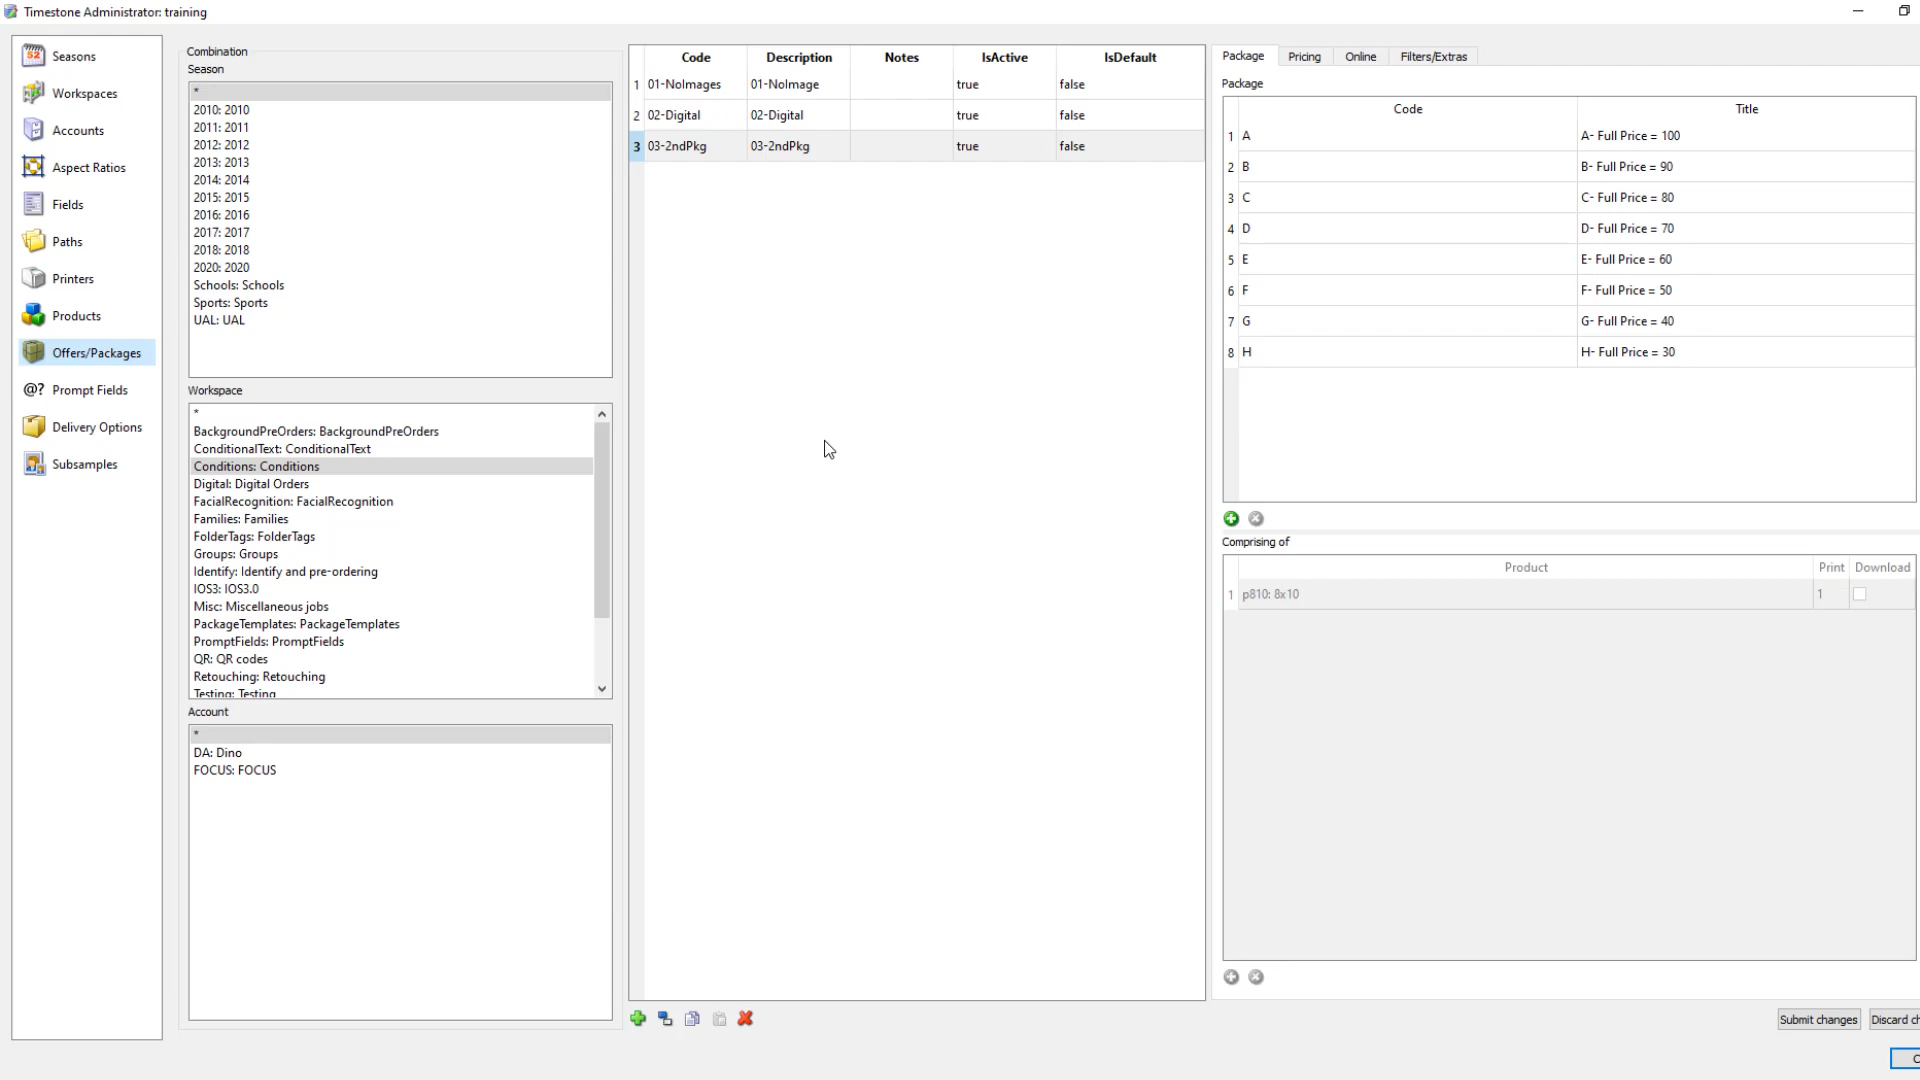 Timestone Administrator: training
Seasons
Workspaces
Accounts
Aspect Ratios
Fields
Paths
Printers
Products
Offers/Packages
@? Prompt Fields
Delivery Options
Subsamples
Combination
Season
*
2010: 2010
2011: 2011
2012: 2012
2013: 2013
2014: 2014
2015: 2015
2016: 2016
2017: 2017
2018: 2018
2020: 2020
Schools: Schools
Sports: Sports
UAL: UAL
Workspace
*
BackgroundPreOrders: BackgroundPreOrders
ConditionalText: ConditionalText
Conditions: Conditions
Digital: Digital Orders
FacialRecognition: FacialRecognition
Families: Families
FolderTags: FolderTags
Groups: Groups
Identify: Identify and pre-ordering
IOS3: IOS3.0
Misc: Miscellaneous jobs
PackageTemplates: PackageTemplates
PromptFields: PromptFields
QR: QR codes
Retouching: Retouching
Testing: Testing
Account
*
DA: Dino
FOCUS: FOCUS
Code Description Notes IsActive IsDefault
1 01-NoImages 01-NoImage true false
2 02-Digital 02-Digital true false
3 03-2ndPkg 03-2ndPkg true false
Package Pricing Online Filters/Extras
Package
Code Title
1 A A- Full Price = 100
2 B B- Full Price = 90
3 C C- Full Price = 80
4 D D- Full Price = 70
5 E E- Full Price = 60
6 F F- Full Price = 50
7 G G- Full Price = 40
8 H H- Full Price = 30
Comprising of
Product Print Download
1 p810: 8x10 1
Submit changes Discard ch
C